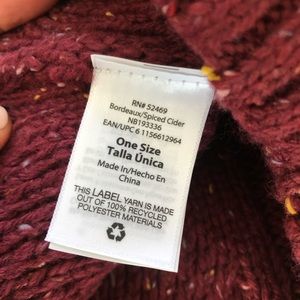 RN# 52469
Bordeaux/Spiced Cider
NB193336
EAN/UPC 6 1156612964
One Size
Talla Única
Made In/Hecho En
China
THIS LABEL YARN IS MADE
OUT OF 100% RECYCLED
POLYESTER MATERIALS